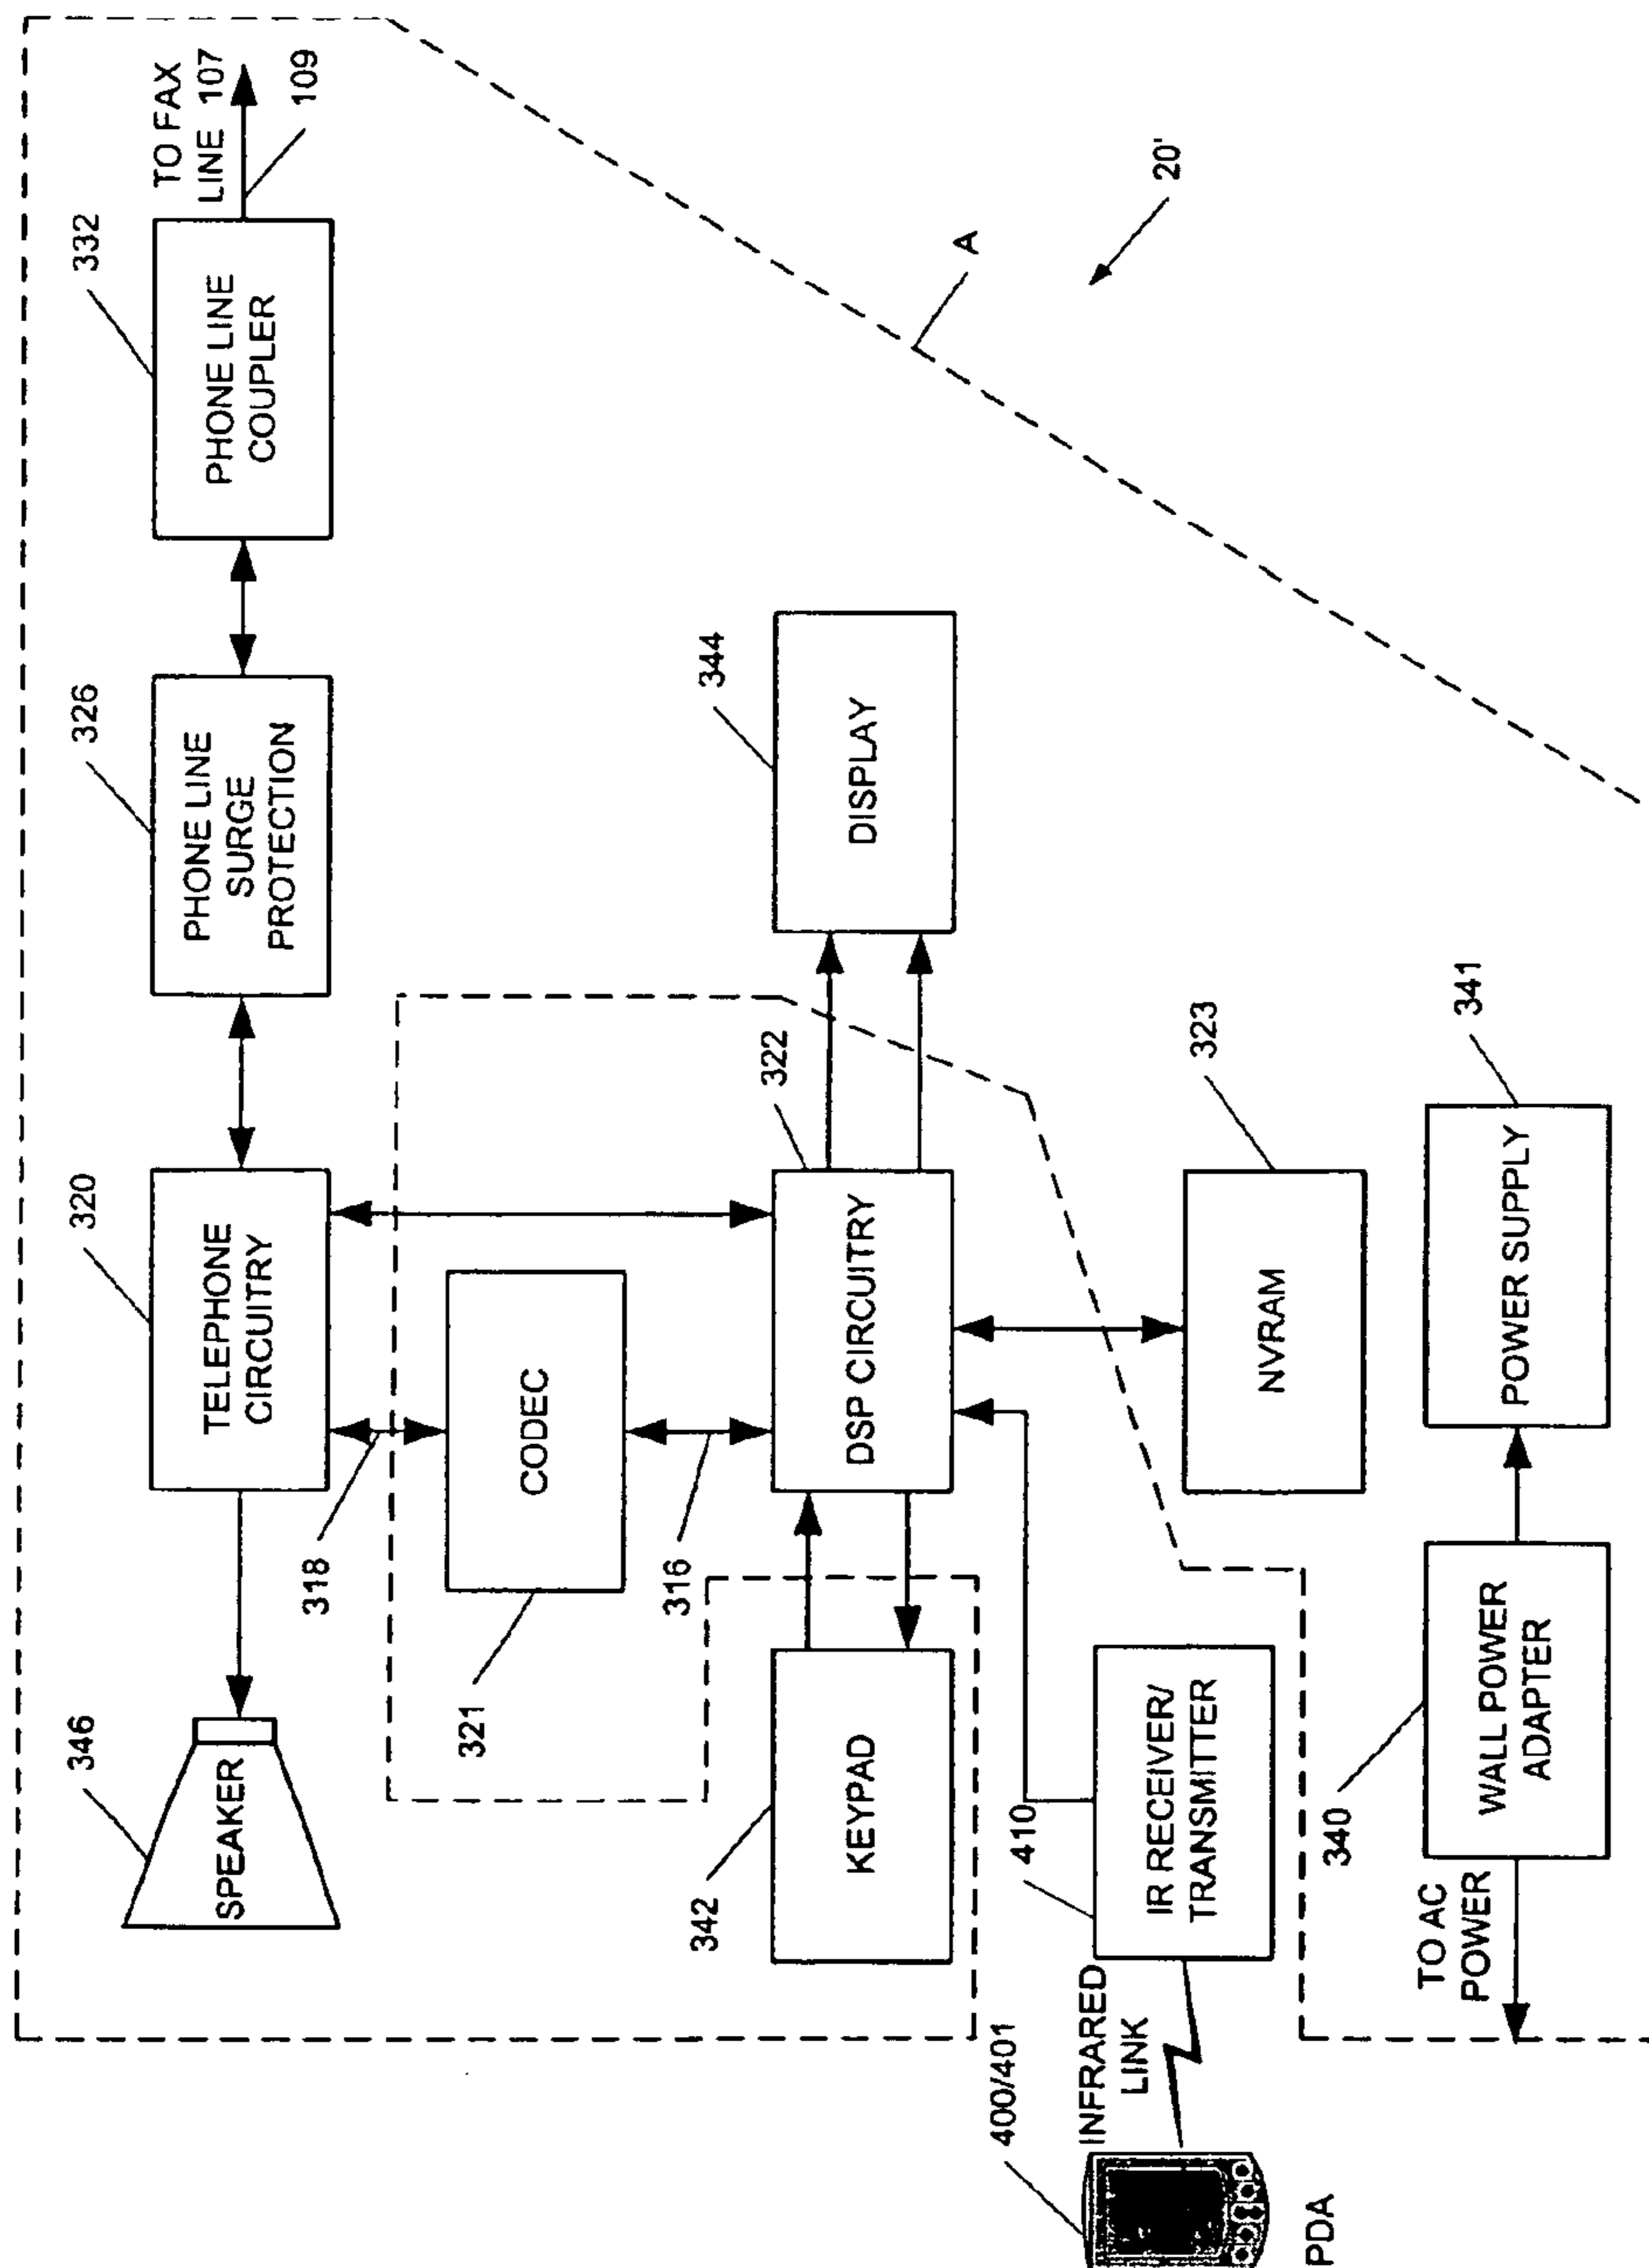 346
SPEAKER
320
TELEPHONE
CIRCUITRY
326
PHONE LINE
SURGE
PROTECTION
332
PHONE LINE
COUPLER
TO FAX
LINE 107
109
318
321
CODEC
316
342
KEYPAD
322
DSP CIRCUITRY
344
DISPLAY
A
20'
400/401
PDA
INFRARED
LINK
410
IR RECEIVER/
TRANSMITTER
323
NVRAM
TO AC
POWER
340
WALL POWER
ADAPTER
341
POWER SUPPLY